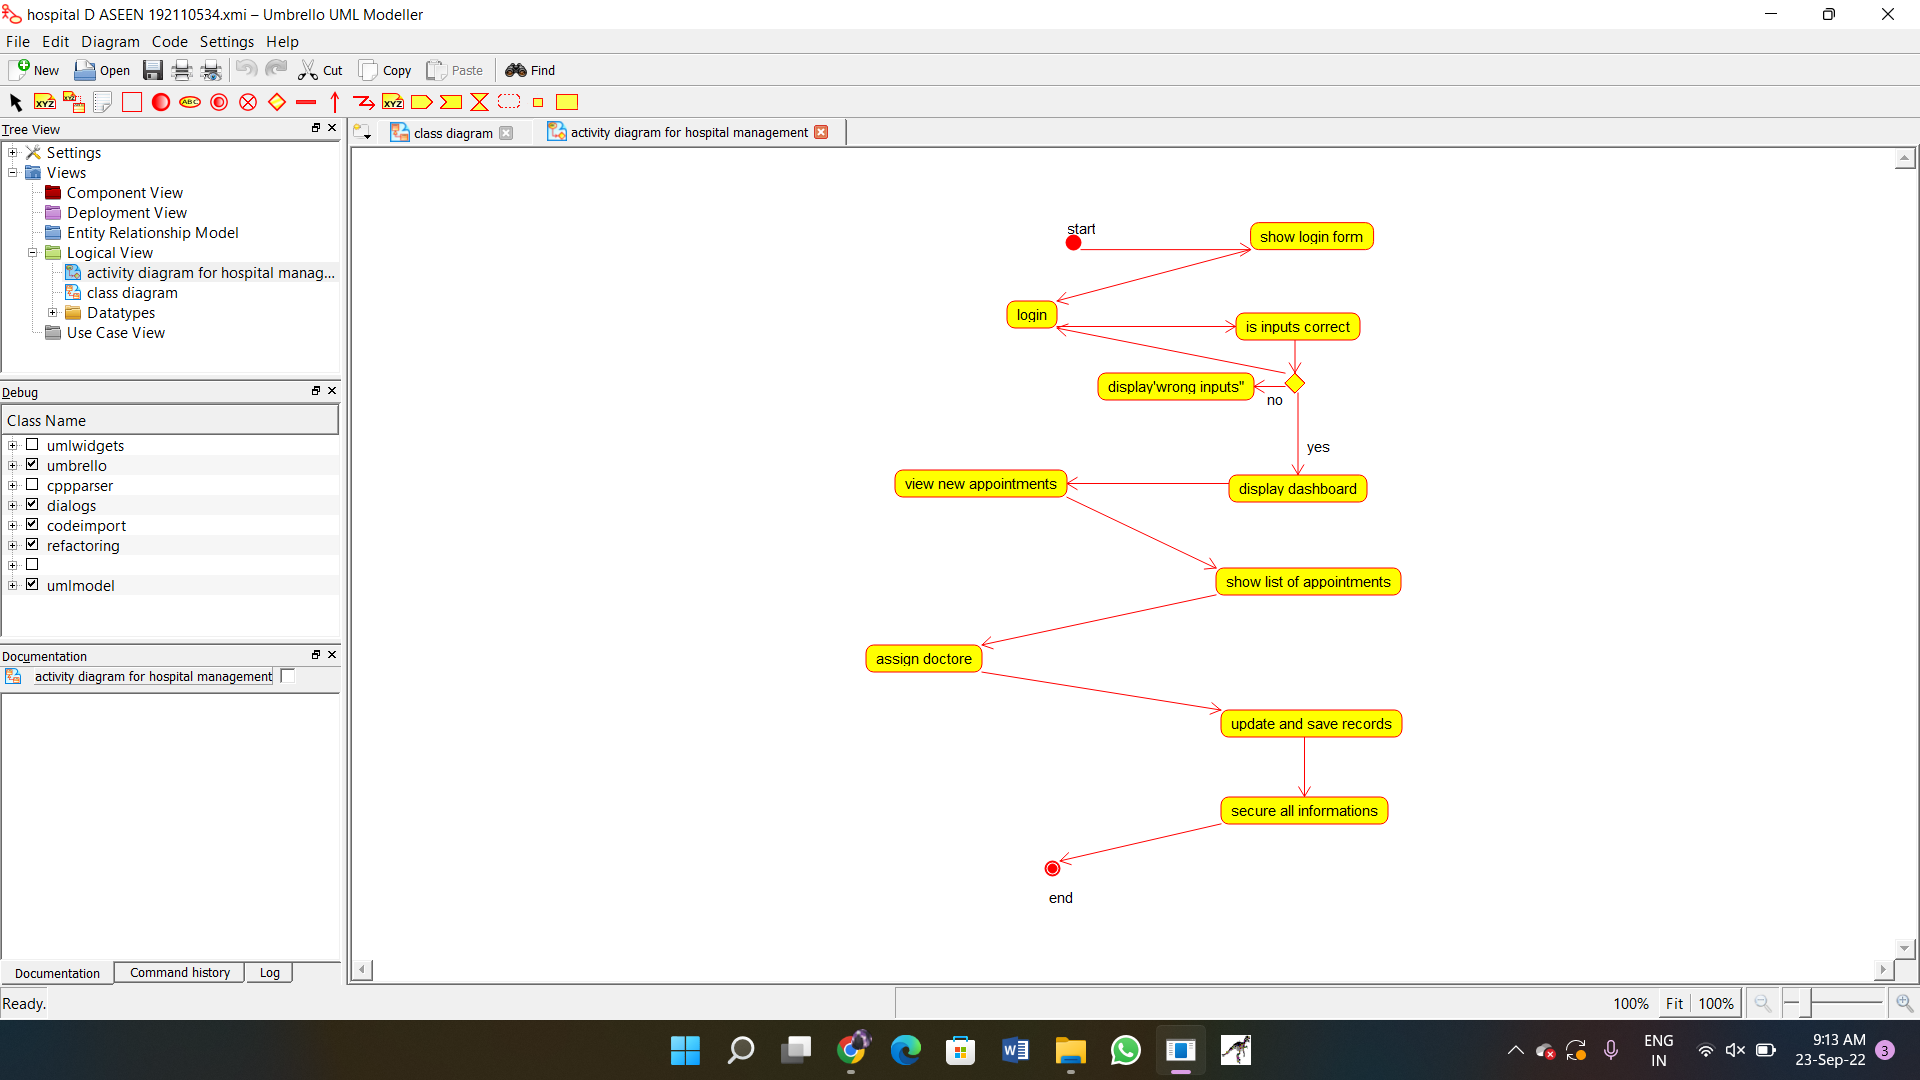 hospital D ASEEN 192110534.xmi – Umbrello UML Modeller
File Edit Diagram Code Settings Help
New Open Cut Copy Paste Find
XYZ ABC XYZ
Tree View
class diagram
activity diagram for hospital management
Settings
Views
Component View
Deployment View
Entity Relationship Model
Logical View
activity diagram for hospital manag...
class diagram
Datatypes
Use Case View
Debug
Class Name
umlwidgets
umbrello
cppparser
dialogs
codeimport
refactoring
umlmodel
Documentation
activity diagram for hospital management
Documentation Command history Log
start
show login form
login
is inputs correct
display'wrong inputs"
no
yes
view new appointments
display dashboard
show list of appointments
assign doctore
update and save records
secure all informations
end
Ready.
100% Fit 100%
ENG
IN
9:13 AM
23-Sep-22
3